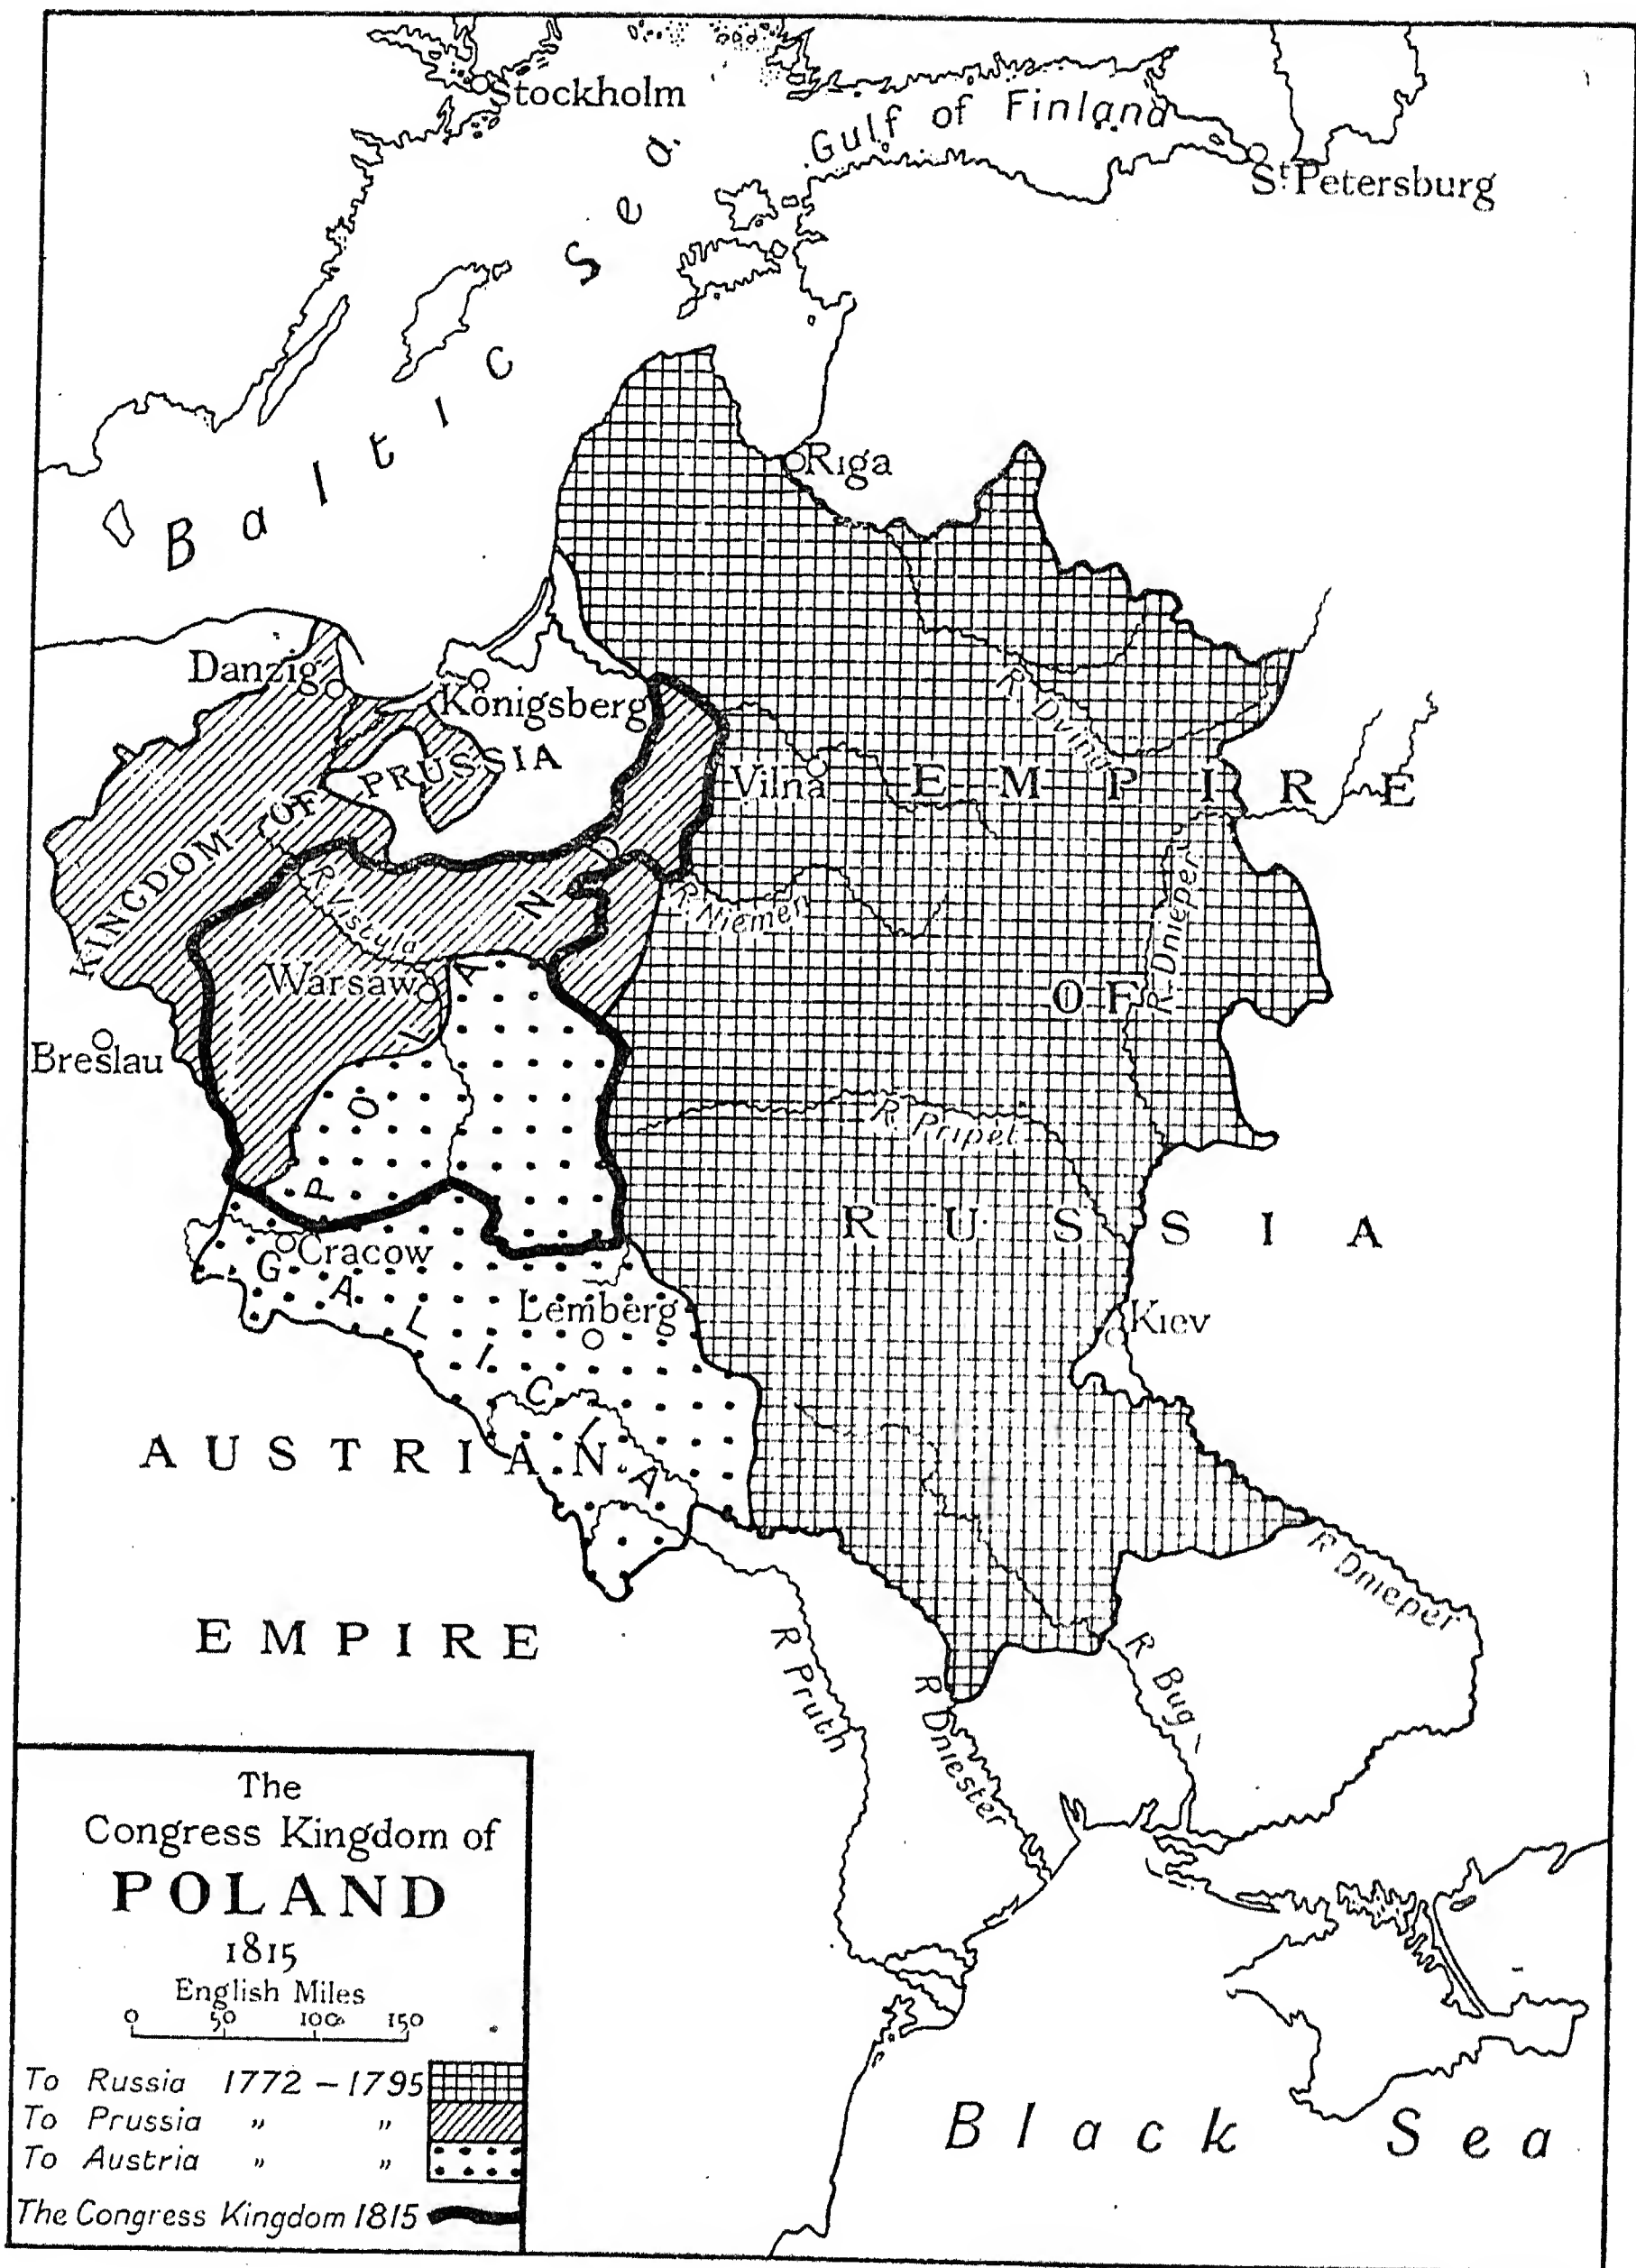 Stockholm
Gulf of Finland
St Petersburg
Baltic Sea
Riga
Danzig
Königsberg
KINGDOM OF PRUSSIA
R. Dvina
Vilna
EMPIRE
R. Vistula
R. Niemen
R. Dnieper
Warsaw
OF
Breslau
POLAND
R. Pripet
RUSSIA
Cracow
GALICIA
Lemberg
Kiev
AUSTRIAN
EMPIRE
R Dnieper
R Pruth
R Dniester
R Bug
The
Congress Kingdom of
POLAND
1815
English Miles
0 50 100 150
To Russia 1772–1795
To Prussia " "
To Austria " "
The Congress Kingdom 1815
Black Sea